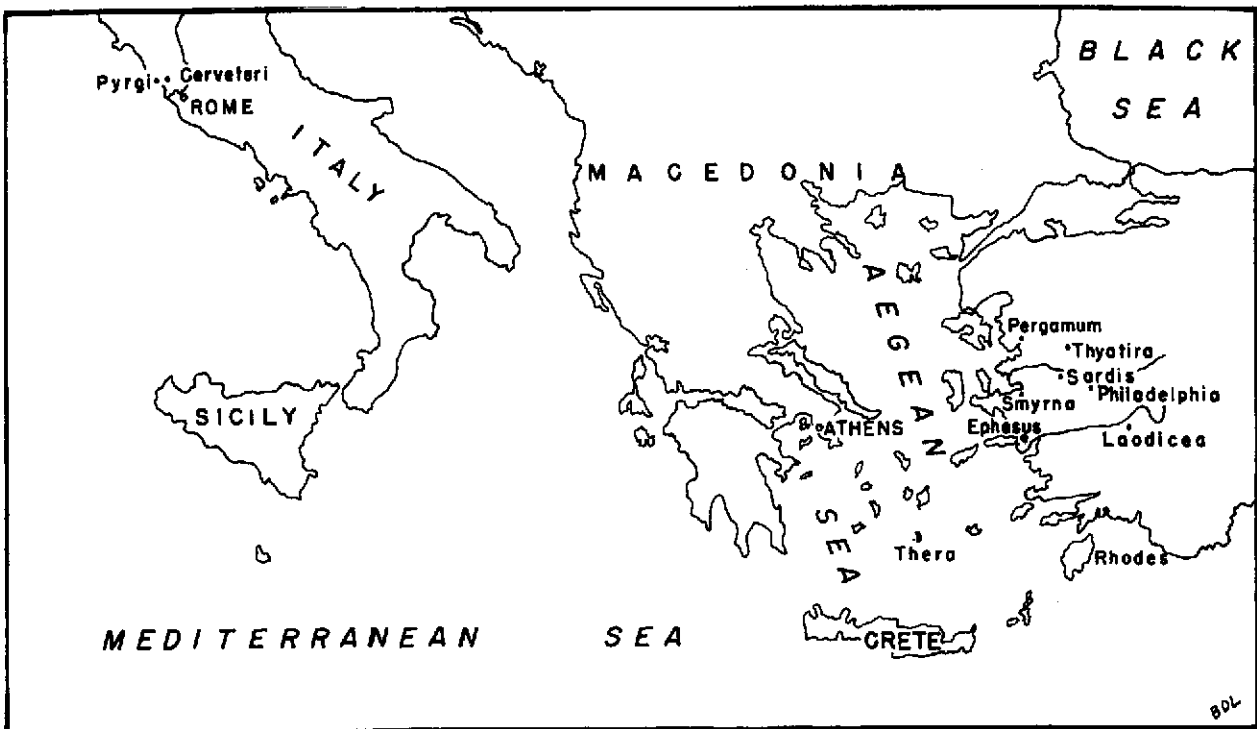 BLACK
SEA
Pyrgi
Cerveteri
ROME
ITALY
MACEDONIA
AEGEAN
SEA
Pergamum
Thyatira
Sardis
Philadelphia
Smyrna
Ephesus
Laodicea
SICILY
ATHENS
Thera
Rhodes
MEDITERRANEAN SEA
CRETE
BDL